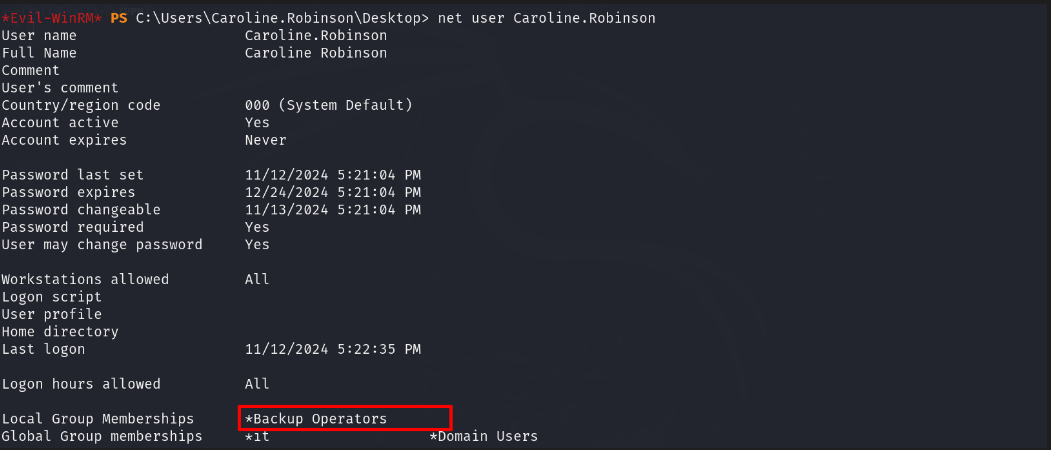 *Evil-WinRM* PS C:\Users\Caroline.Robinson\Desktop> net user Caroline.Robinson
User name Caroline.Robinson
Full Name Caroline Robinson
Comment
User's comment
Country/region code 000 (System Default)
Account active Yes
Account expires Never
Password last set 11/12/2024 5:21:04 PM
Password expires 12/24/2024 5:21:04 PM
Password changeable 11/13/2024 5:21:04 PM
Password required Yes
User may change password Yes
Workstations allowed All
Logon script
User profile
Home directory
Last logon 11/12/2024 5:22:35 PM
Logon hours allowed All
Local Group Memberships *Backup Operators
Global Group memberships *it *Domain Users